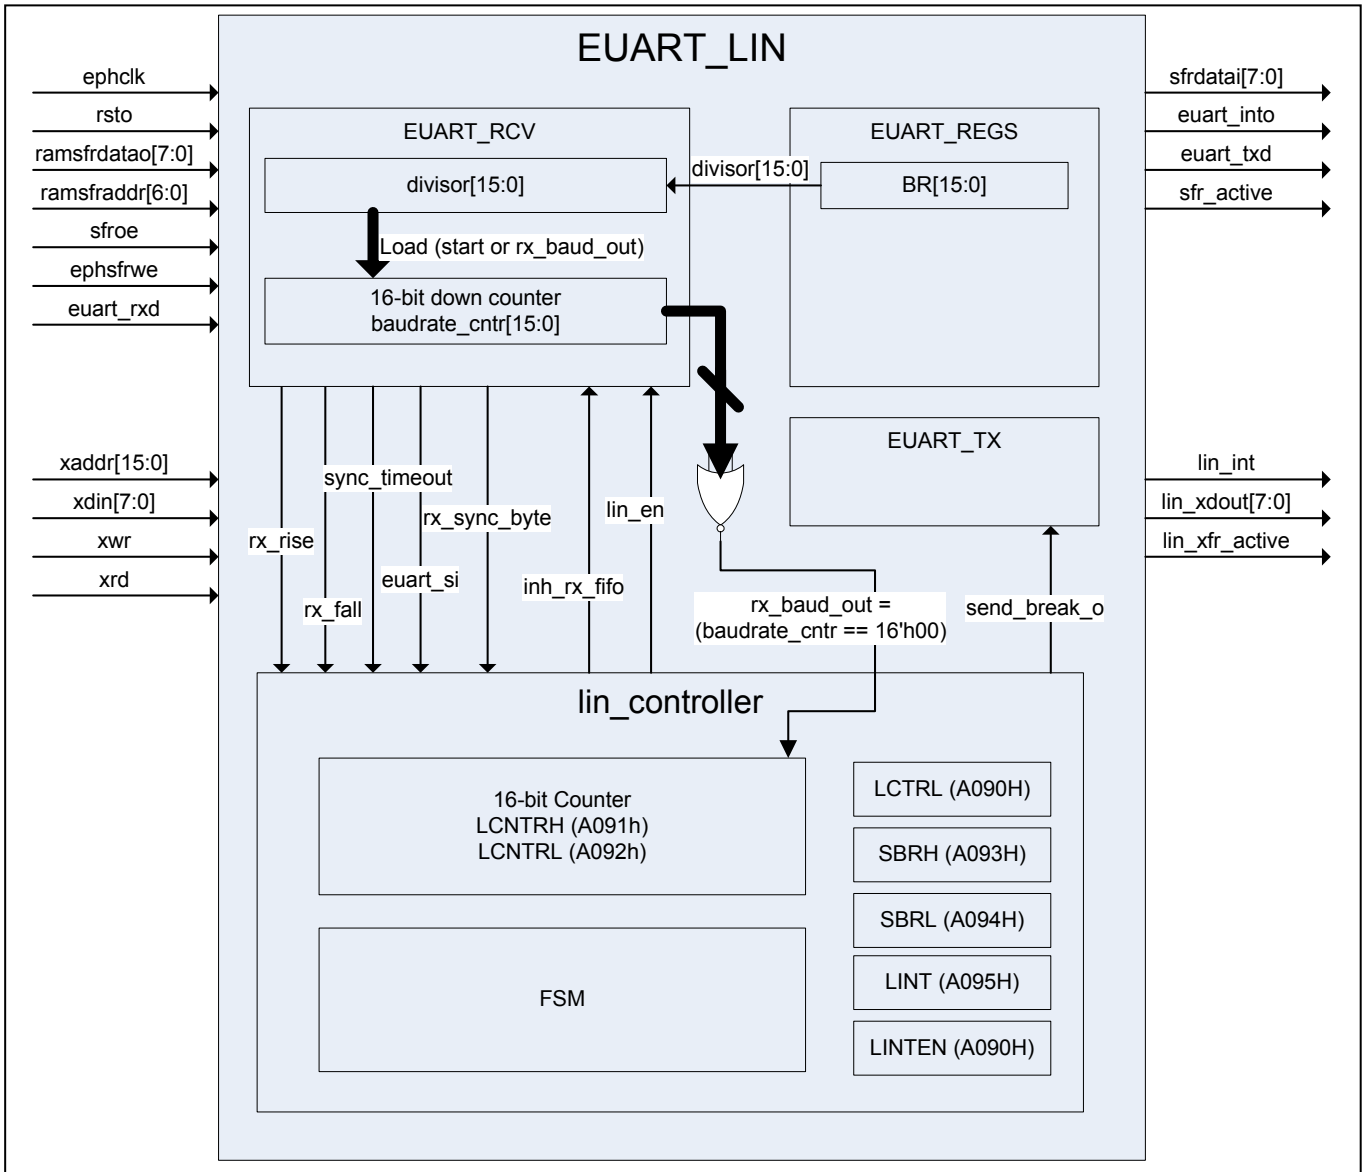 EUART_LIN
ephclk
rsto
ramsfrdatao[7:0]
ramsfraddr[6:0]
sfroe
ephsfrwe
euart_rxd
xaddr[15:0]
xdin[7:0]
xwr
xrd
EUART_RCV
divisor[15:0]
Load (start or rx_baud_out)
16-bit down counter
baudrate_cntr[15:0]
divisor[15:0]
EUART_REGS
BR[15:0]
EUART_TX
sfrdatai[7:0]
euart_into
euart_txd
sfr_active
lin_int
lin_xdout[7:0]
lin_xfr_active
rx_rise
rx_fall
sync_timeout
euart_si
rx_sync_byte
inh_rx_fifo
lin_en
rx_baud_out =
(baudrate_cntr == 16'h00)
send_break_o
lin_controller
16-bit Counter
LCNTRH (A091h)
LCNTRL (A092h)
FSM
LCTRL (A090H)
SBRH (A093H)
SBRL (A094H)
LINT (A095H)
LINTEN (A090H)